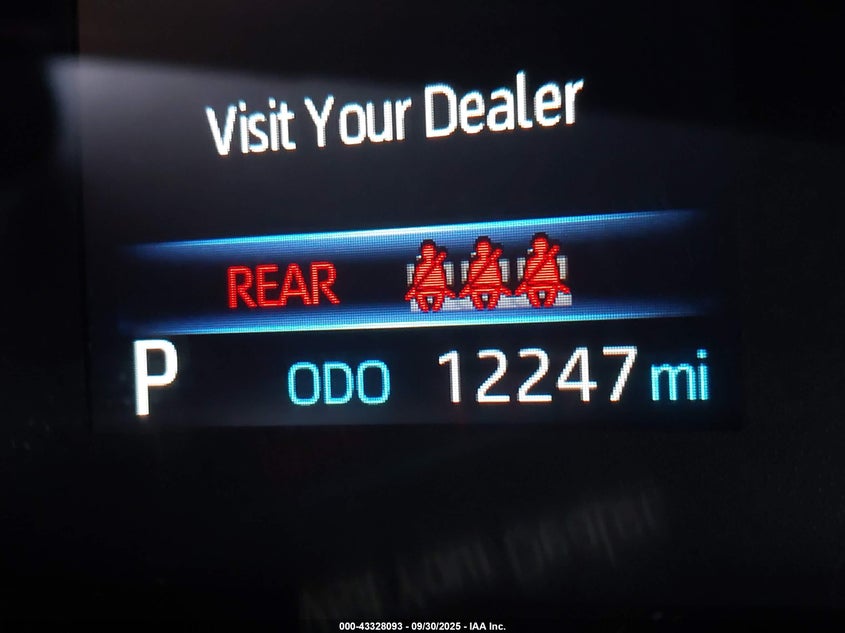 Visit Your Dealer
REAR
P ODO 12247 mi
000-43328093 - 09/30/2025 - IAA Inc.